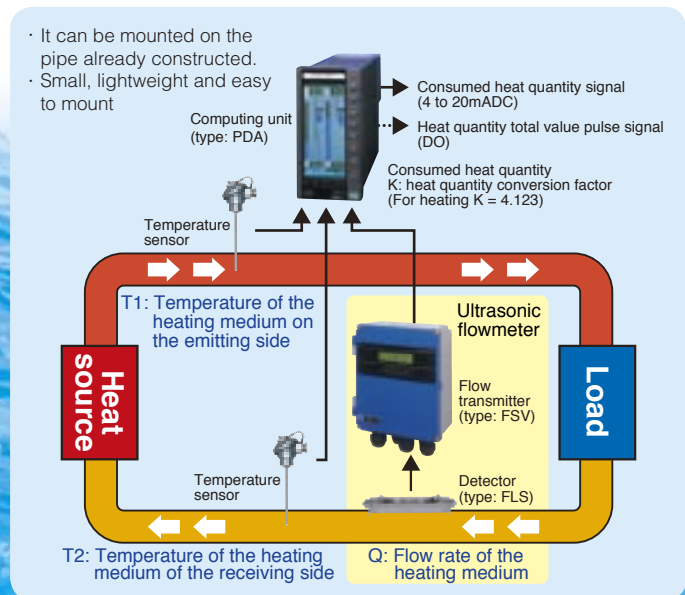 · It can be mounted on the
pipe already constructed.
· Small, lightweight and easy
to mount
Computing unit
(type: PDA)
Consumed heat quantity signal
(4 to 20mADC)
Heat quantity total value pulse signal
(DO)
Consumed heat quantity
K: heat quantity conversion factor
(For heating K = 4.123)
Temperature
sensor
T1: Temperature of the
heating medium on
the emitting side
Ultrasonic
flowmeter
Heat
source
Flow
transmitter
(type: FSV)
Load
Temperature
sensor
Detector
(type: FLS)
T2: Temperature of the heating
medium of the receiving side
Q: Flow rate of the
heating medium